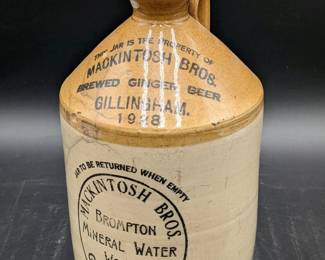 THIS JAR IS THE PROPERTY OF
MACKINTOSH BROS.
BREWED GINGER BEER
GILLINGHAM.
1928
JAR TO BE RETURNED WHEN EMPTY
MACKINTOSH BROS.
BROMPTON
MINERAL WATER